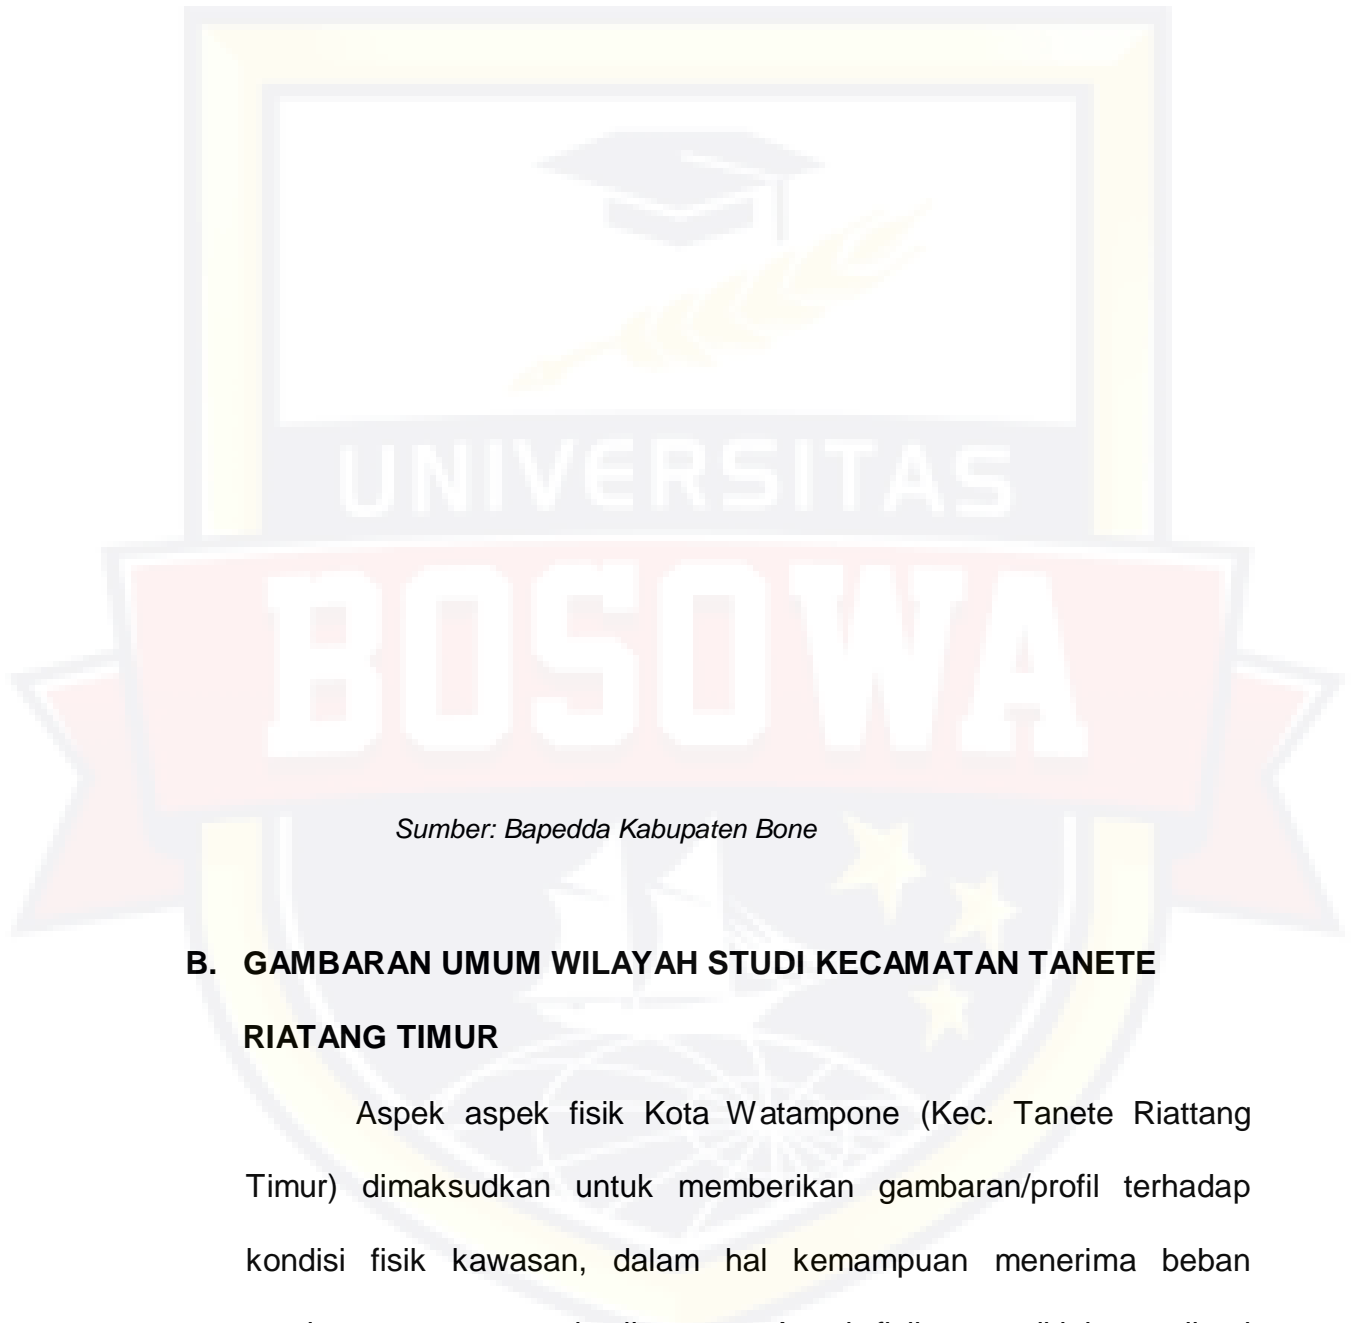 UNIVERSITAS
BOSOWA
Sumber: Bapedda Kabupaten Bone
B. GAMBARAN UMUM WILAYAH STUDI KECAMATAN TANETE
RIATANG TIMUR
Aspek aspek fisik Kota Watampone (Kec. Tanete Riattang
Timur) dimaksudkan untuk memberikan gambaran/profil terhadap
kondisi fisik kawasan, dalam hal kemampuan menerima beban